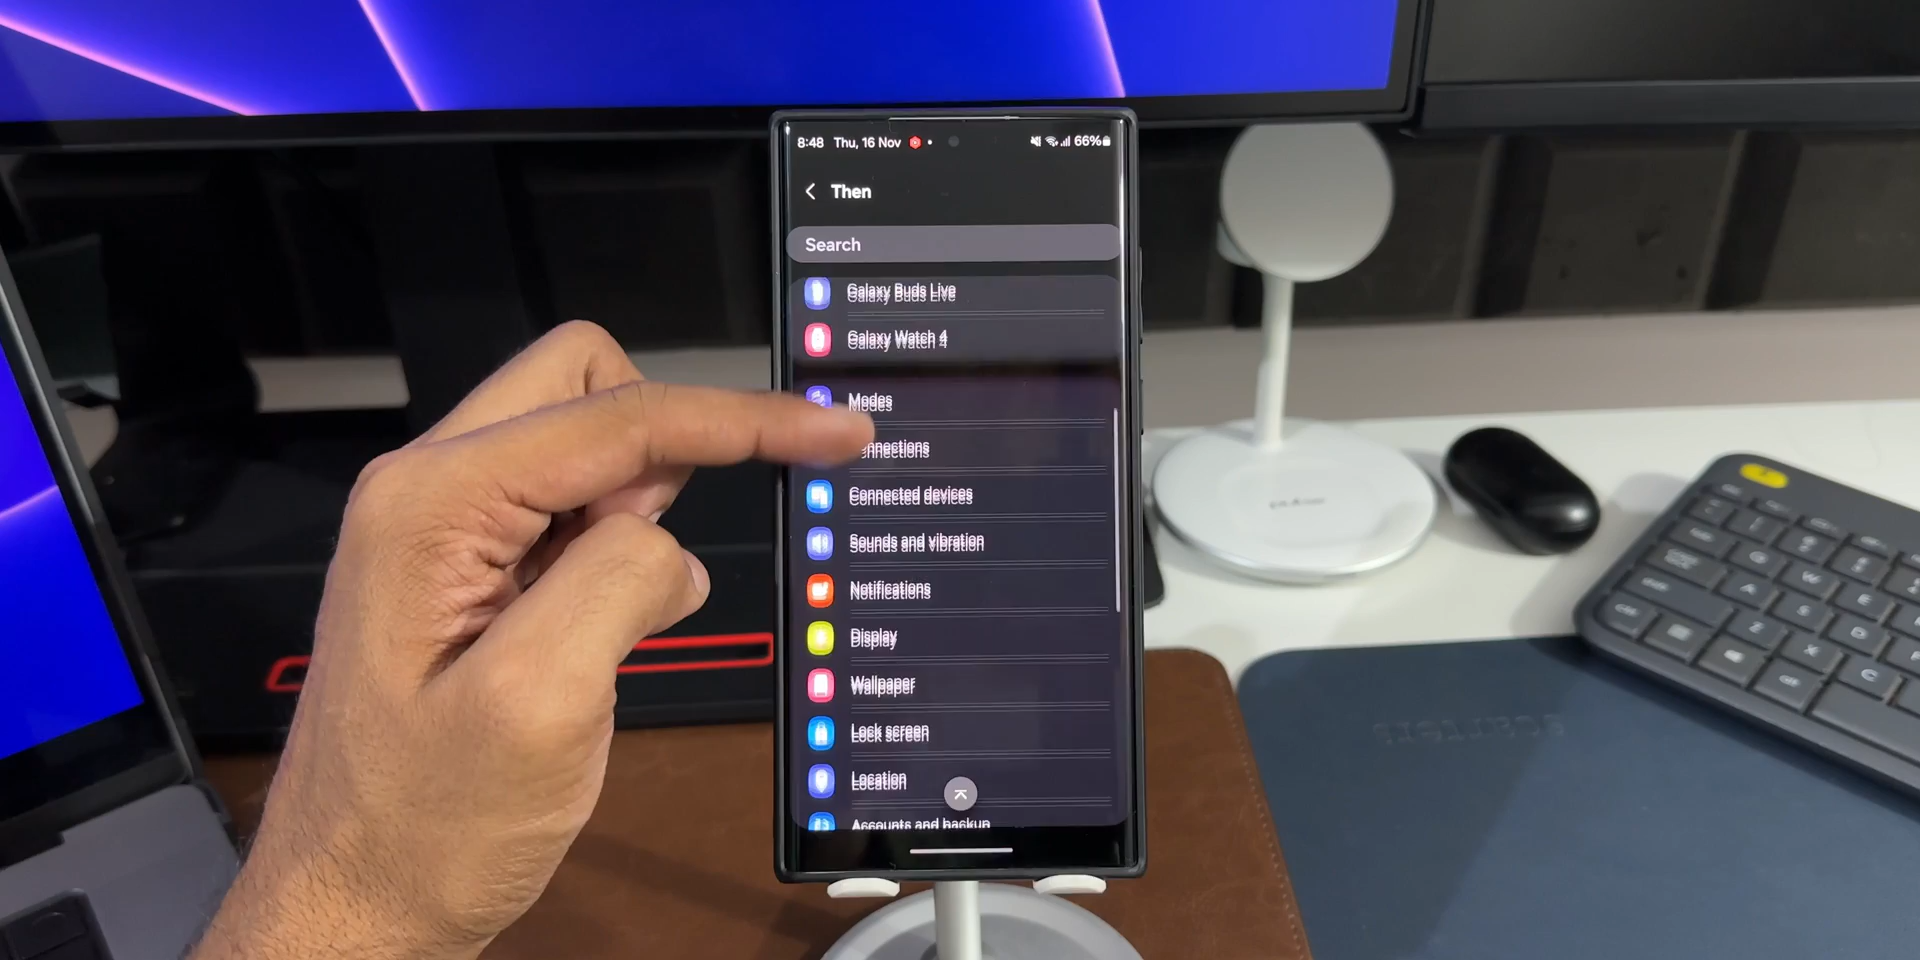 8:48 Thu, 16 Nov 66%
Then
Search
Galaxy Buds Live
Galaxy Watch 4
Modes
nnections
Connected devices
Sounds and vibration
Notifications
Display
Wallpaper
Lock screen
Location
Accounts and backup